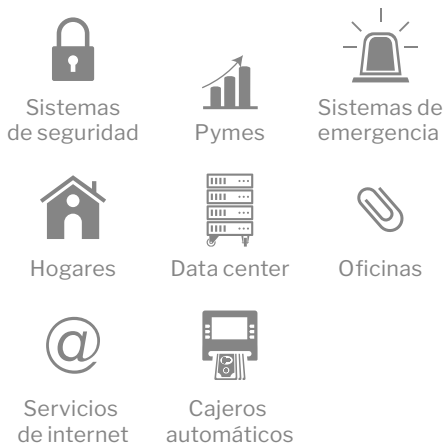 Sistemas
de seguridad
Pymes
Sistemas de
emergencia
Hogares
Data center
Oficinas
@
Servicios
de internet
Cajeros
automáticos